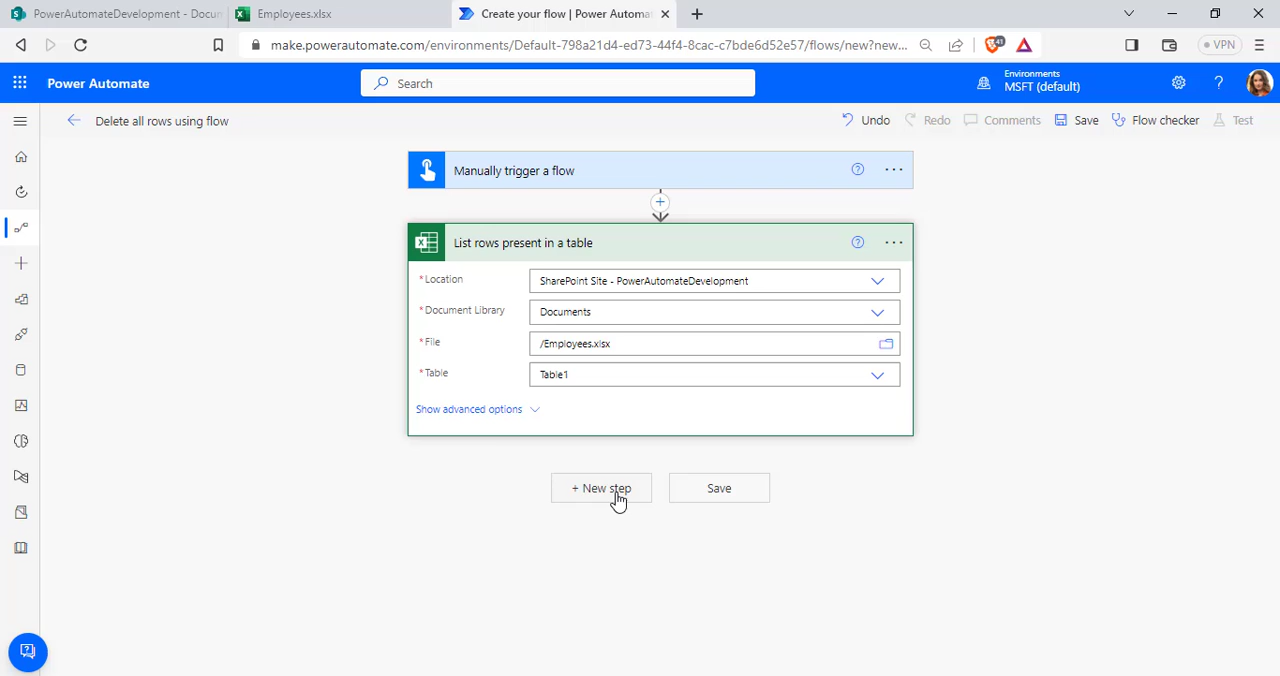 PowerAutomateDevelopment - Docun
Employees.xlsx
Create your flow | Power Automa
make.powerautomate.com/environments/Default-798a21d4-ed73-44f4-8cac-c7bde6d52e57/flows/new?new...
41
VPN
Power Automate
Search
Environments
MSFT (default)
Delete all rows using flow
Undo
Redo
Comments
Save
Flow checker
Test
Manually trigger a flow
List rows present in a table
* Location
SharePoint Site - PowerAutomateDevelopment
* Document Library
Documents
* File
/Employees.xlsx
* Table
Table1
Show advanced options
+ New step
Save